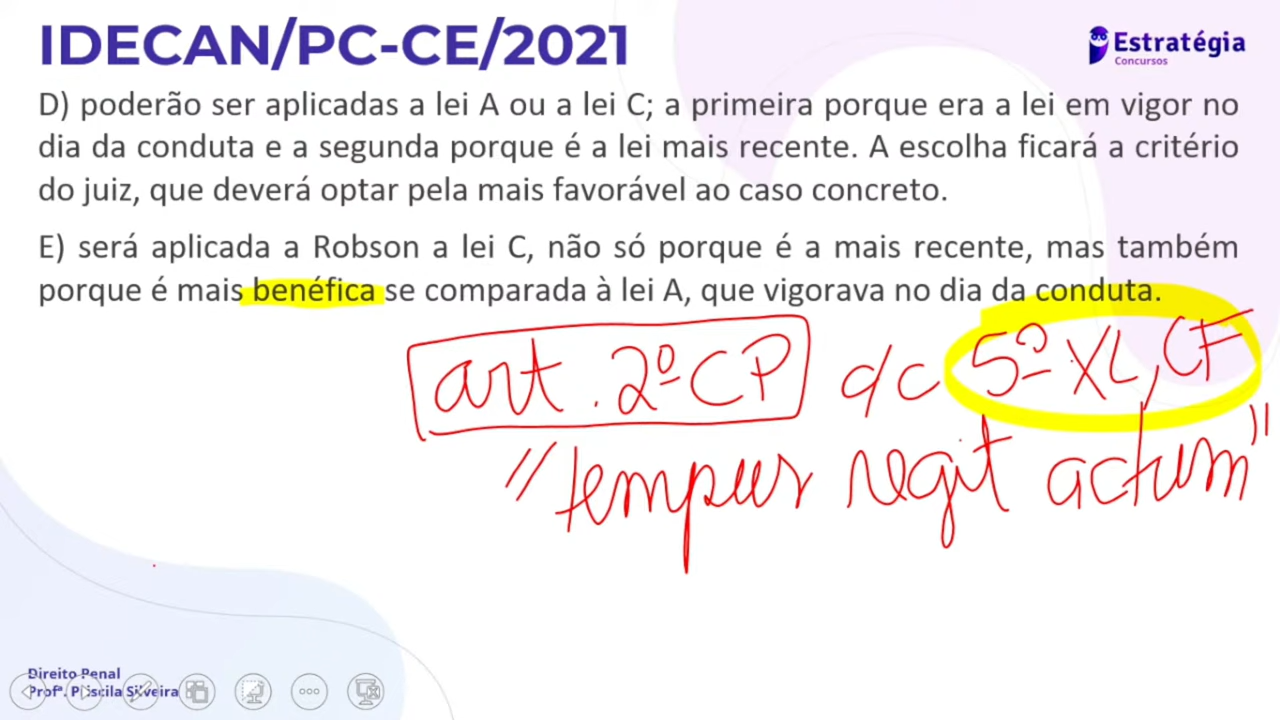 IDECAN/PC-CE/2021
Estratégia
Concursos
D) poderão ser aplicadas a lei A ou a lei C; a primeira porque era a lei em vigor no
dia da conduta e a segunda porque é a lei mais recente. A escolha ficará a critério
do juiz, que deverá optar pela mais favorável ao caso concreto.
E) será aplicada a Robson a lei C, não só porque é a mais recente, mas também
porque é mais benéfica se comparada à lei A, que vigorava no dia da conduta.
art. 2º CP c/c 5º XL, CF
"tempus regit actum"
Direito Penal
Profª. Priscila Silveira